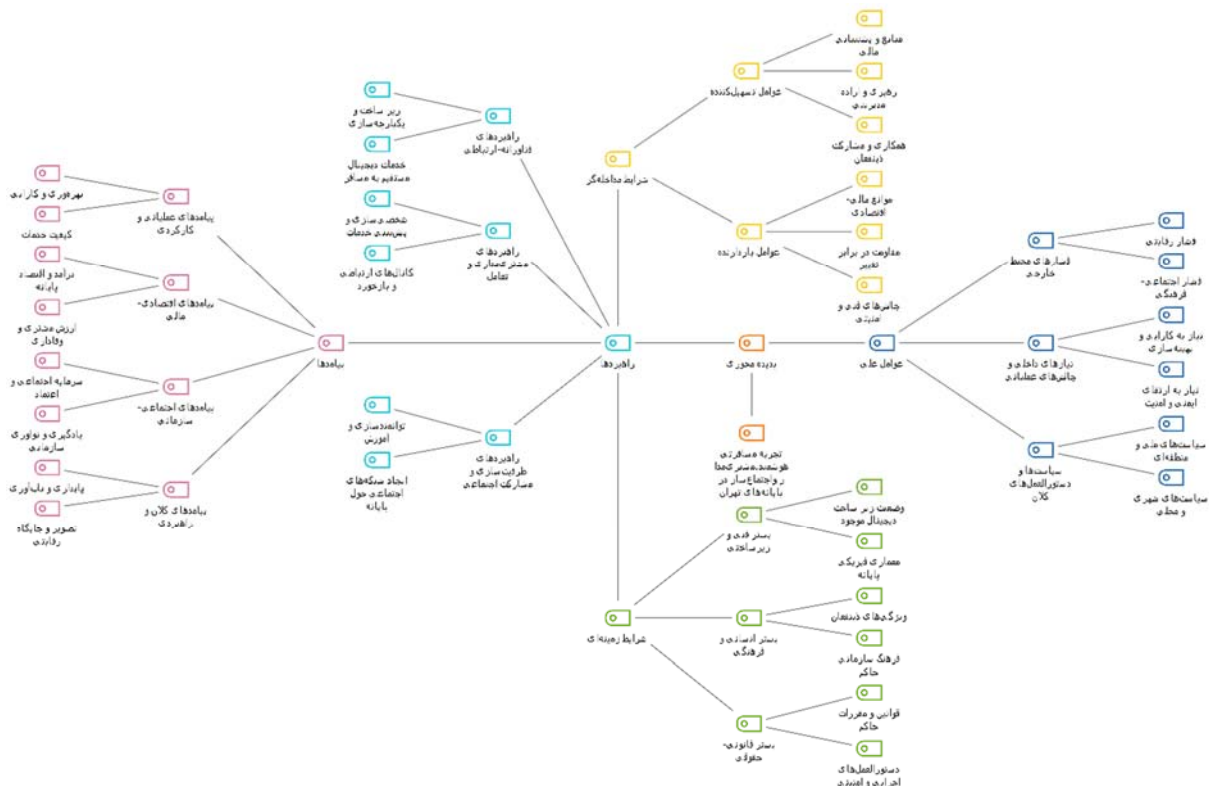 منابع و پشتیبانی
مالی
رهبری و اراده
مدیریتی
عوامل تسهیل‌کننده
همکاری و مشارکت
ذینفعان
شرایط مداخله‌گر
موانع مالی-
اقتصادی
مقاومت در برابر
تغییر
عوامل بازدارنده
چالش‌های فنی و
امنیتی
فشار رقابتی
فشارهای محیط
خارجی
فشار اجتماعی-
فرهنگی
نیاز به کارایی و
بهینه سازی
نیازهای داخلی و
چالش‌های عملیاتی
نیاز به ارتقای
ایمنی و امنیت
عوامل علی
سیاست‌های ملی و
منطقه‌ای
سیاست‌ها و
دستورالعمل‌های
کلان
سیاست‌های شهری
و محلی
پدیده محوری
تجربه مسافرتی
هوشمند،مشتری‌مدا
ر واجتماع‌ساز در
پایانه‌های تهران
راهبردها
زیر ساخت و
یکپارچه‌سازی
راهبردهای
فناورانه-ارتباطی
خدمات دیجیتال
مستقیم به مسافر
شخصی‌سازی و
پیش‌بینی خدمات
راهبردهای
مشتری‌مداری و
تعامل
کانال‌های ارتباطی
و بازخورد
توانمندسازی و
آموزش
راهبردهای
ظرفیت سازی و
مشارکت اجتماعی
ایجاد شبکه‌های
اجتماعی حول
پایانه
وضعیت زیر ساخت
دیجیتال موجود
بستر فنی و
زیر ساختی
معماری فیزیکی
پایانه
شرایط زمینه‌ای
ویژگی‌های ذینفعان
بستر انسانی و
فرهنگی
فرهنگ سازمانی
حاکم
قوانین و مقررات
حاکم
بستر قانونی-
حقوقی
دستورالعمل‌های
اجرایی و امنیتی
پیامدها
پیامدهای عملیاتی و
کارکردی
بهره‌وری و کارایی
کیفیت خدمات
پیامدهای اقتصادی-
مالی
درآمد و اقتصاد
پایانه
ارزش مشتری و
وفاداری
پیامدهای اجتماعی-
سازمانی
سرمایه اجتماعی و
اعتماد
یادگیری و نوآوری
سازمانی
پیامدهای کلان و
راهبردی
پایداری و تاب‌آوری
تصویر و جایگاه
رقابتی